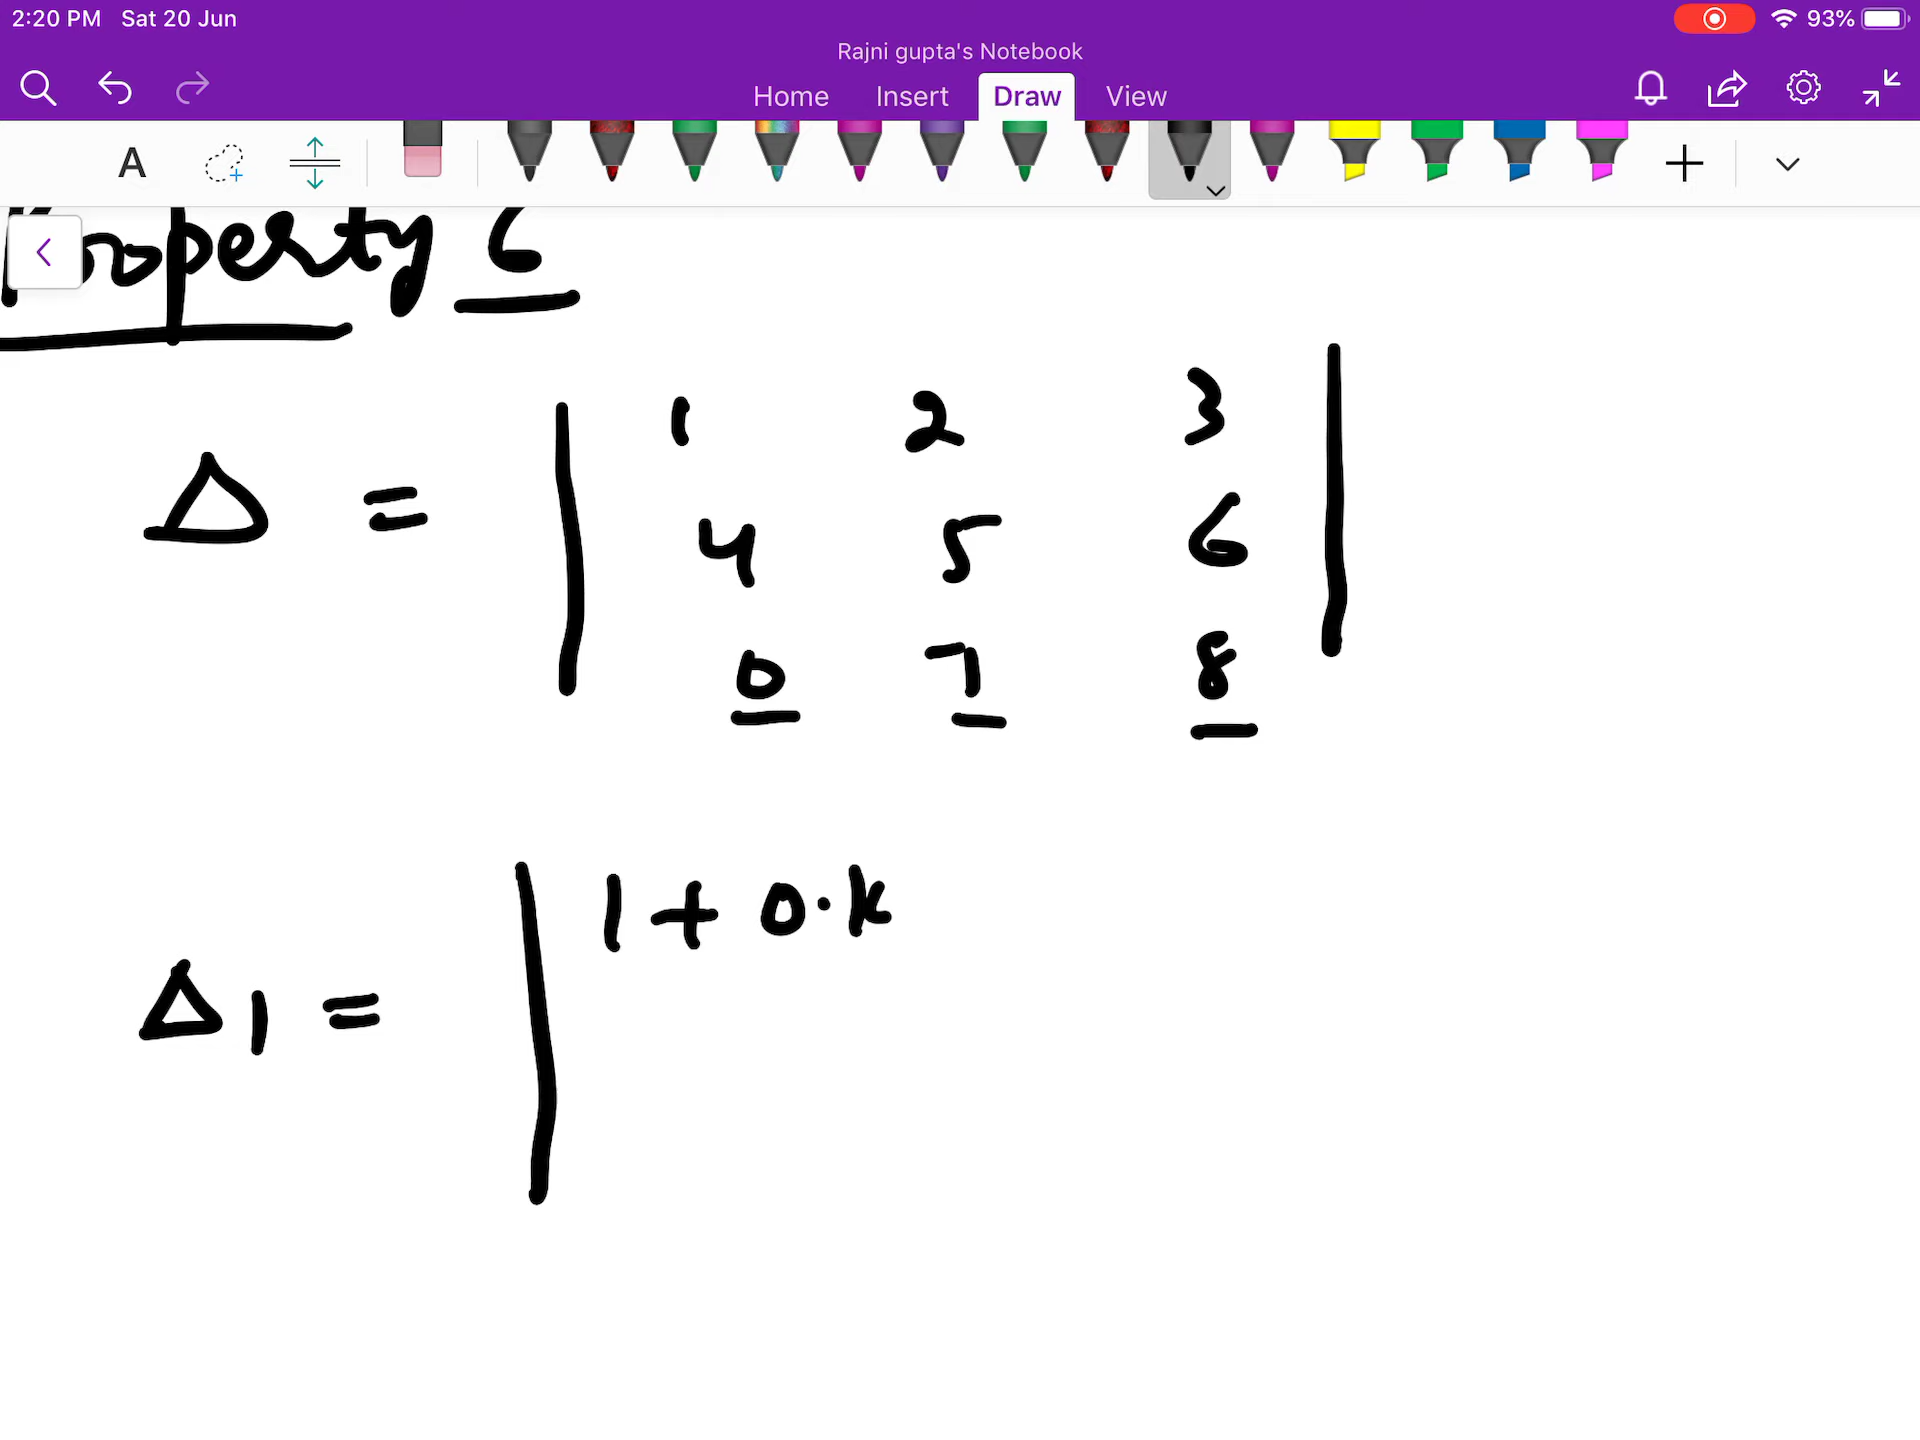 2:20 PM Sat 20 Jun 93%
Rajni gupta's Notebook
Home Insert Draw View
A
Property 6
Δ = | 1 2 3 |
4 5 6
0 7 8
Δ1 = | 1 + 0·k